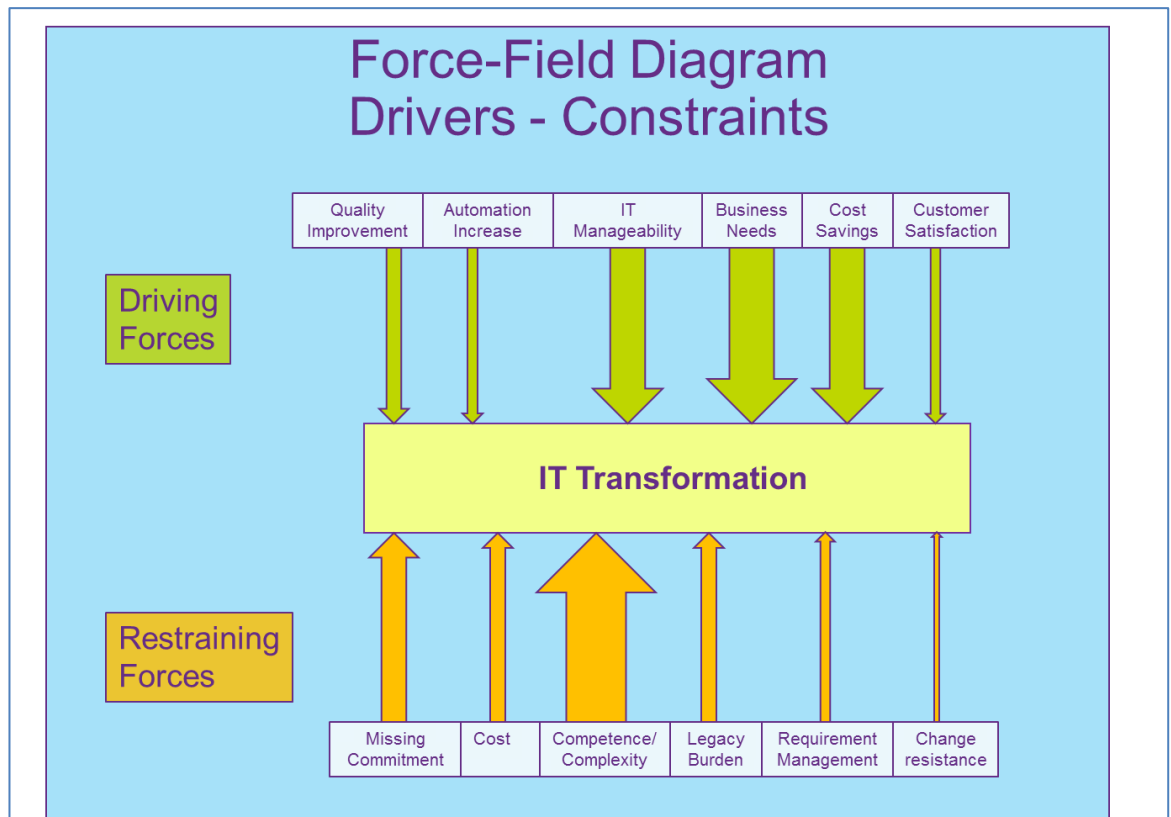 Force-Field Diagram
Drivers - Constraints
Quality
Improvement
Automation
Increase
IT
Manageability
Business
Needs
Cost
Savings
Customer
Satisfaction
Driving
Forces
IT Transformation
Restraining
Forces
Missing
Commitment
Cost
Competence/
Complexity
Legacy
Burden
Requirement
Management
Change
resistance